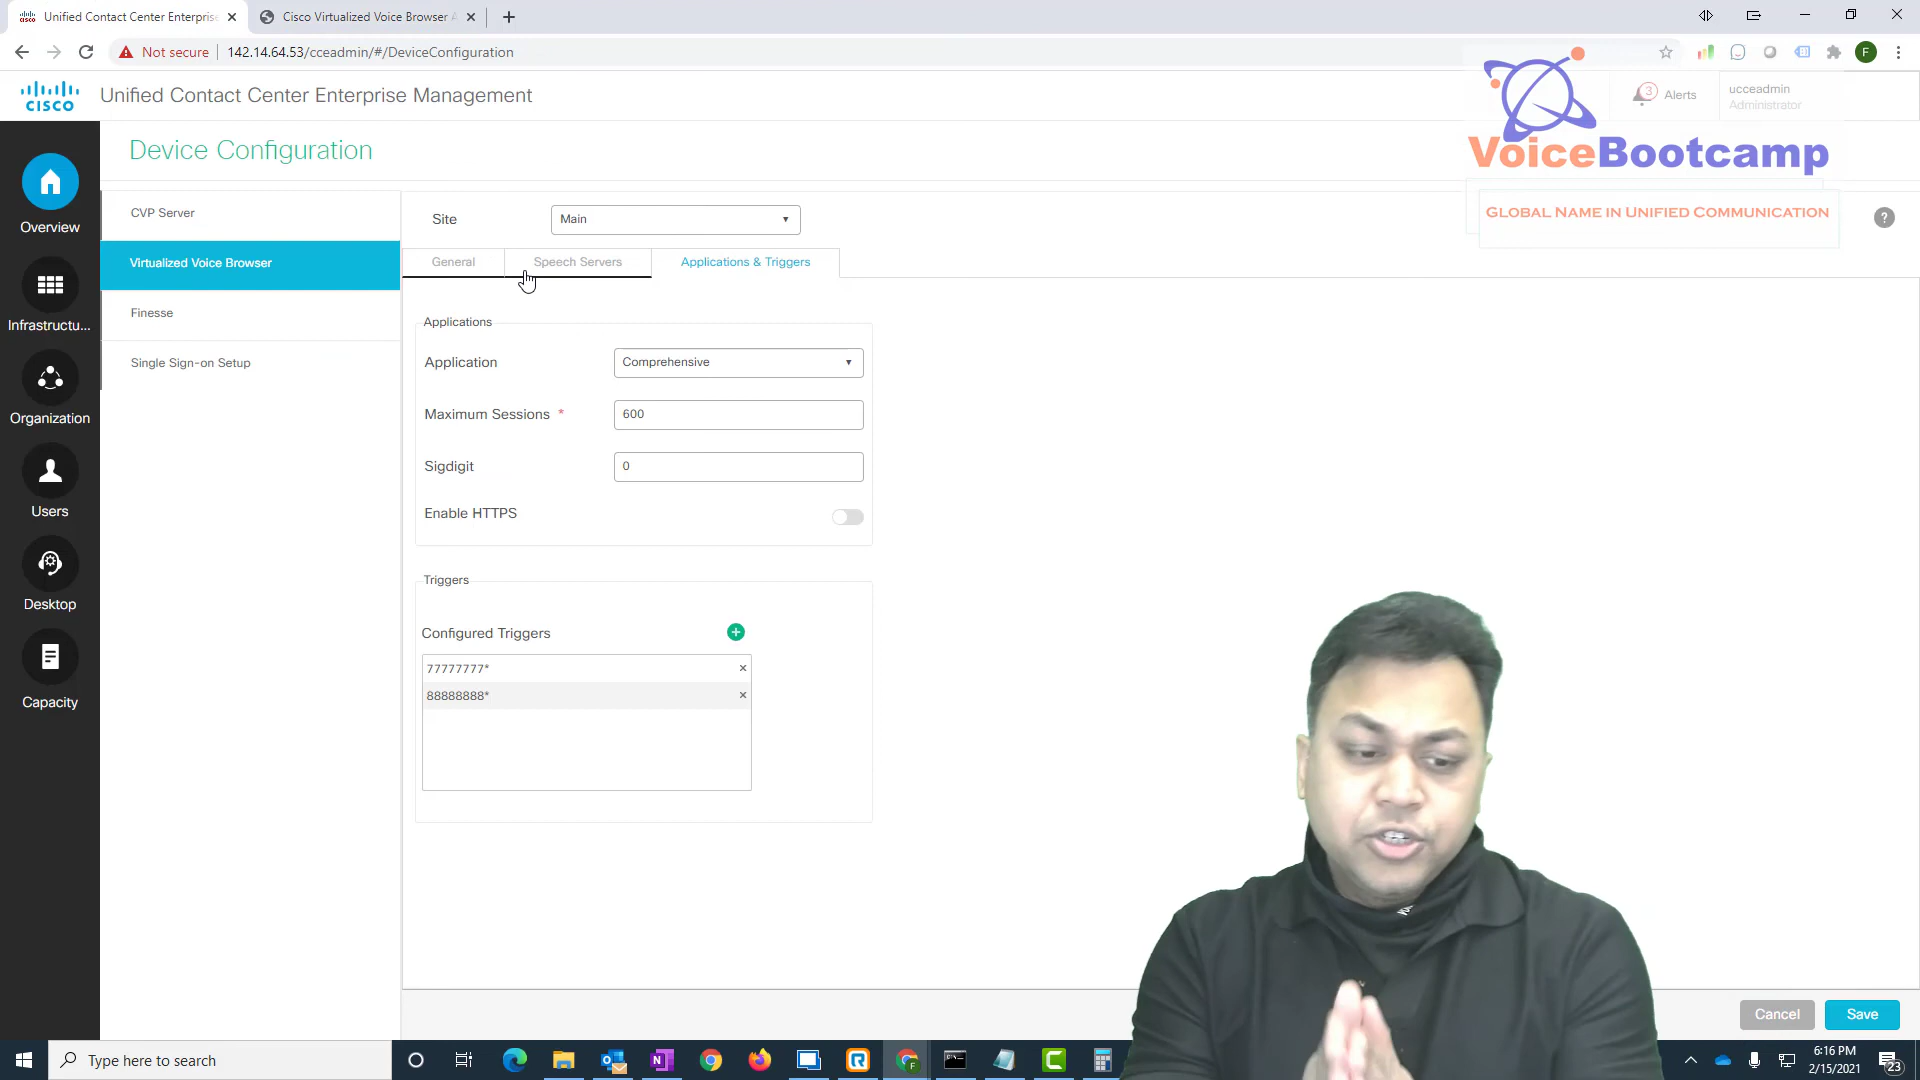 Unified Contact Center Enterprise
Cisco Virtualized Voice Browser A
Not secure
142.14.64.53/cceadmin/#/DeviceConfiguration
F
CISCO
Unified Contact Center Enterprise Management
3
Alerts
ucceadmin
Administrator
VoiceBootcamp
GLOBAL NAME IN UNIFIED COMMUNICATION
?
Device Configuration
Overview
Infrastructu...
Organization
Users
Desktop
Capacity
CVP Server
Virtualized Voice Browser
Finesse
Single Sign-on Setup
Site
Main
General
Speech Servers
Applications & Triggers
Applications
Application
Comprehensive
Maximum Sessions *
600
Sigdigit
0
Enable HTTPS
Triggers
Configured Triggers
77777777*
88888888*
Cancel
Save
Type here to search
6:16 PM
2/15/2021
23